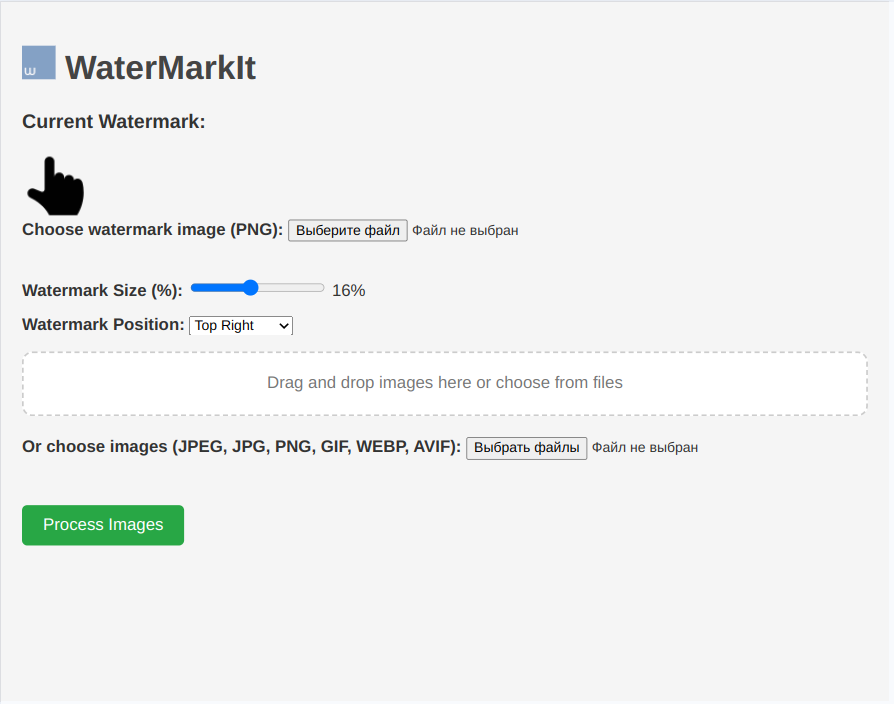 w WaterMarkIt
Current Watermark:
Choose watermark image (PNG): Выберите файл Файл не выбран
Watermark Size (%): 16%
Watermark Position: Top Right
Drag and drop images here or choose from files
Or choose images (JPEG, JPG, PNG, GIF, WEBP, AVIF): Выбрать файлы Файл не выбран
Process Images